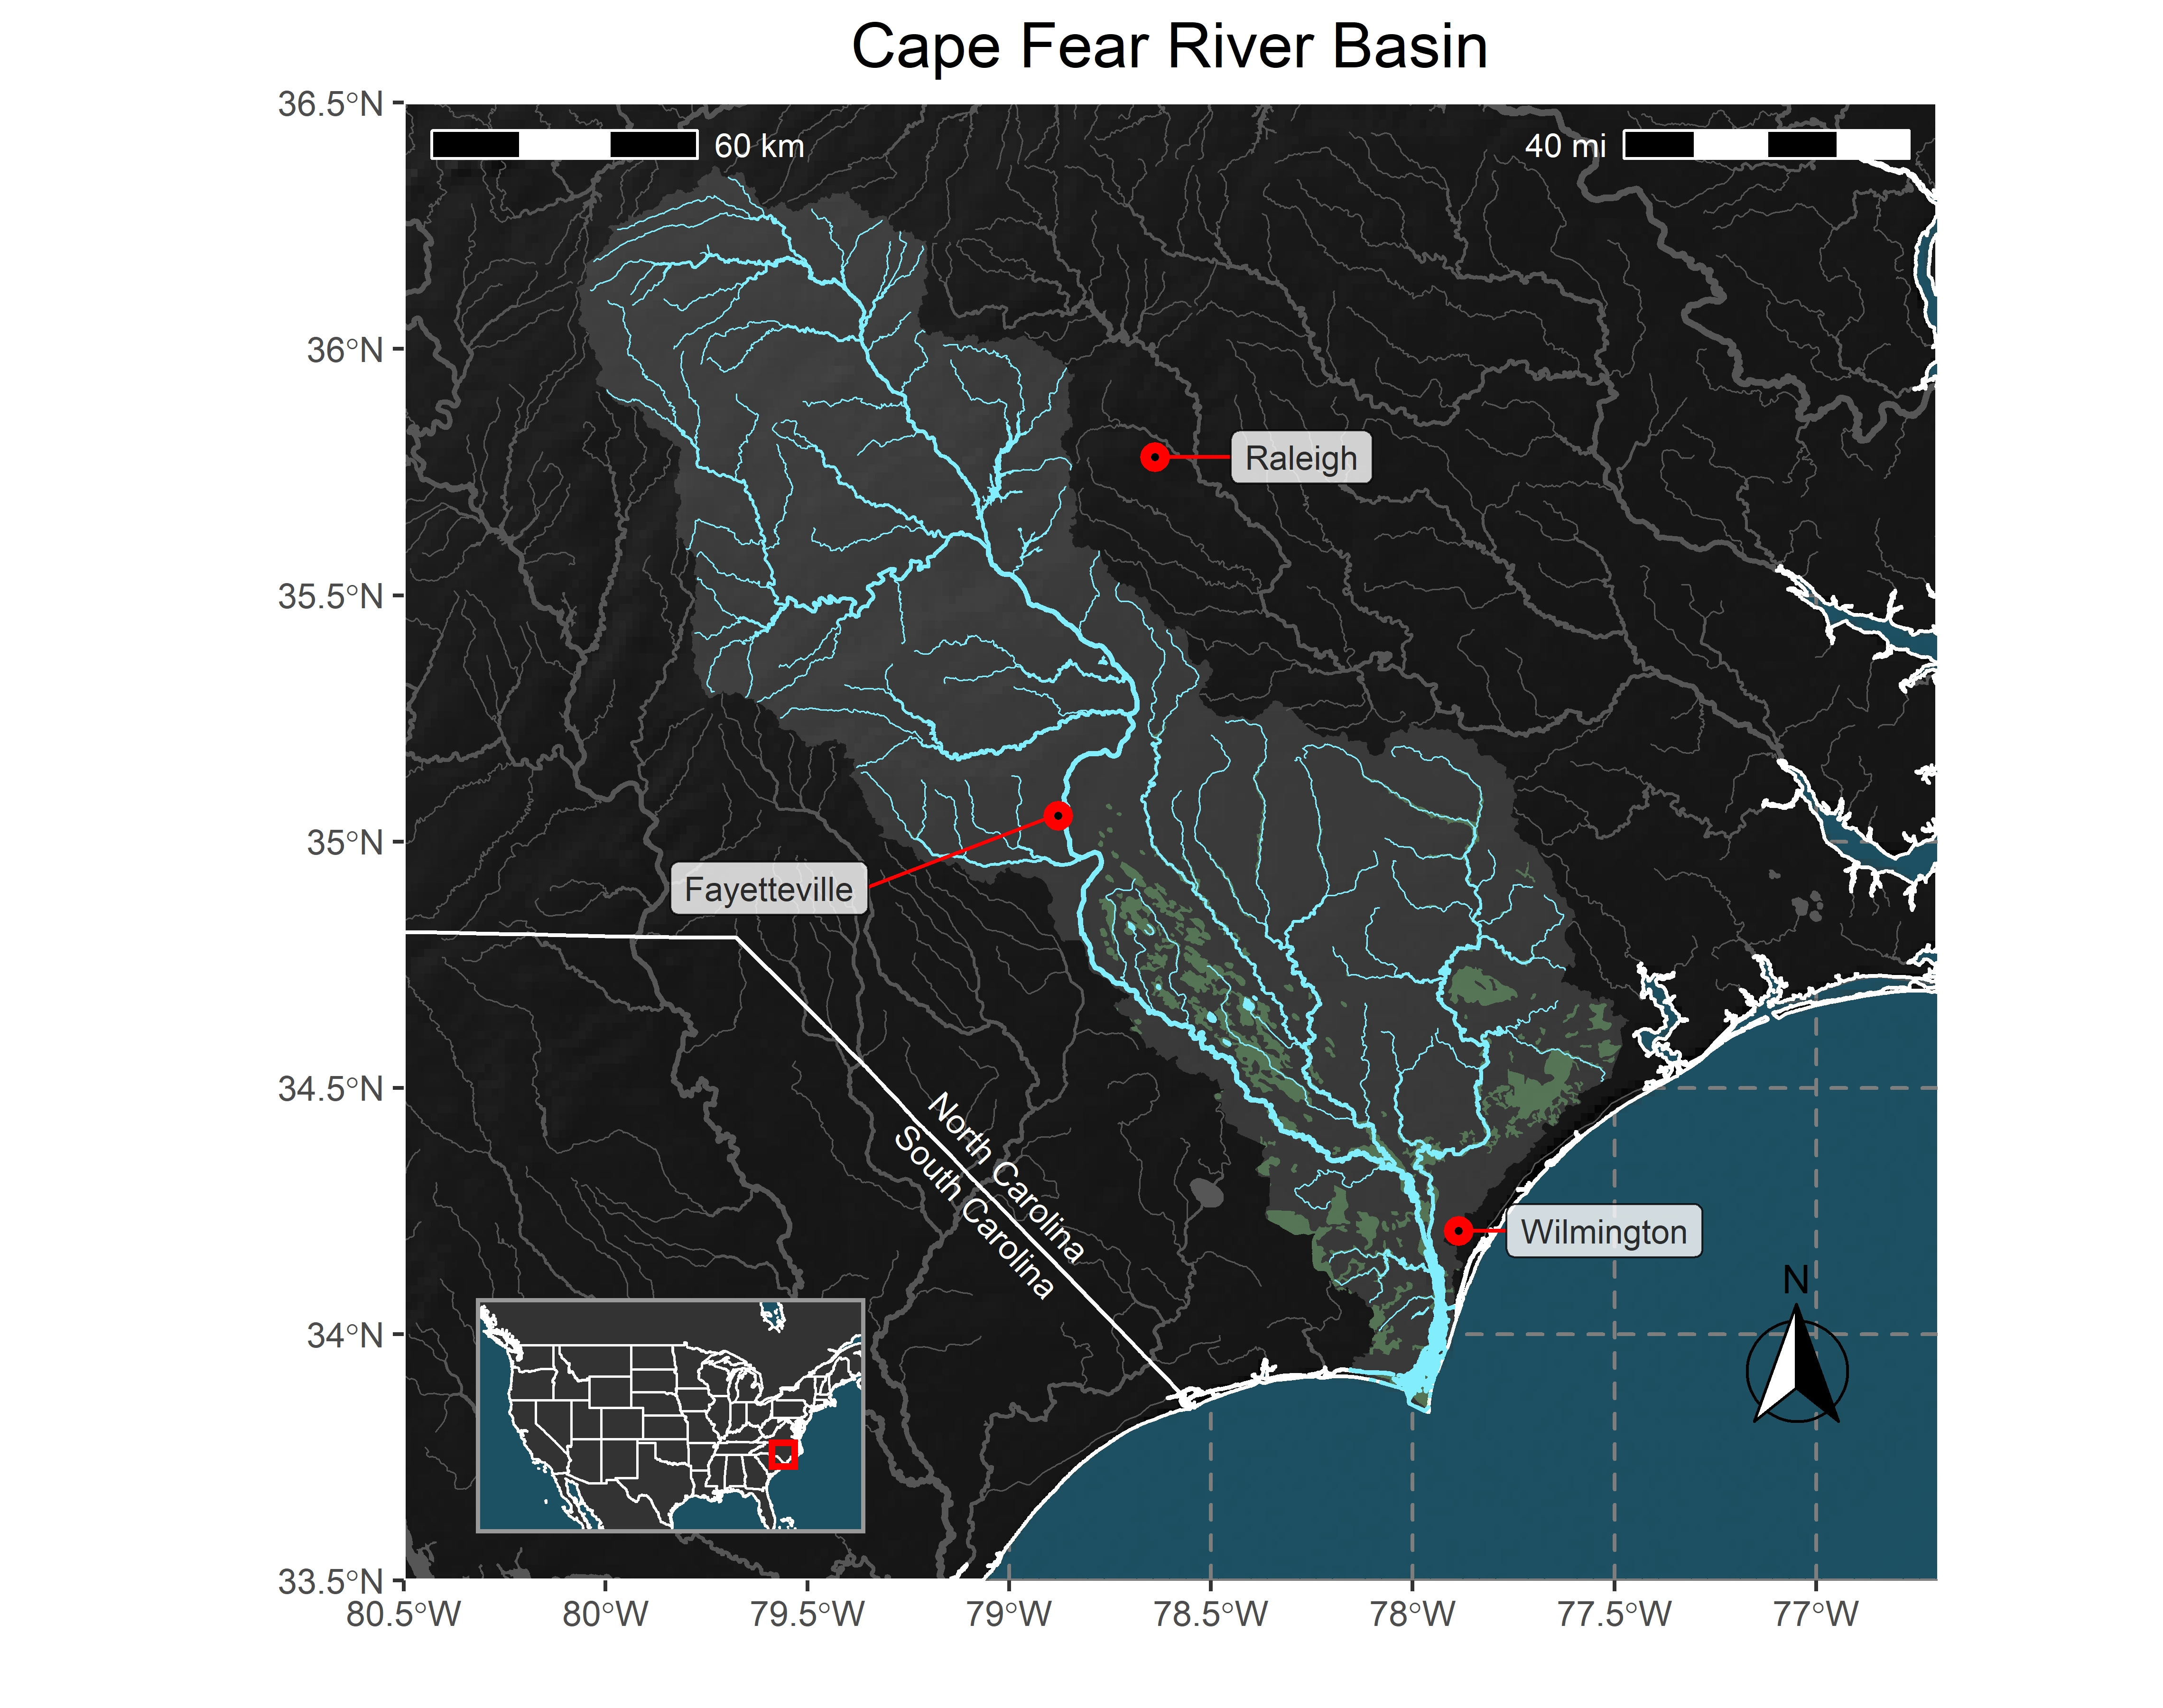 Cape Fear River Basin
36.5°N
60 km
40 mi
36°N
Raleigh
35.5°N
35°N
Fayetteville
34.5°N
North Carolina
South Carolina
Wilmington
N
34°N
33.5°N
80.5°W
80°W
79.5°W
79°W
78.5°W
78°W
77.5°W
77°W